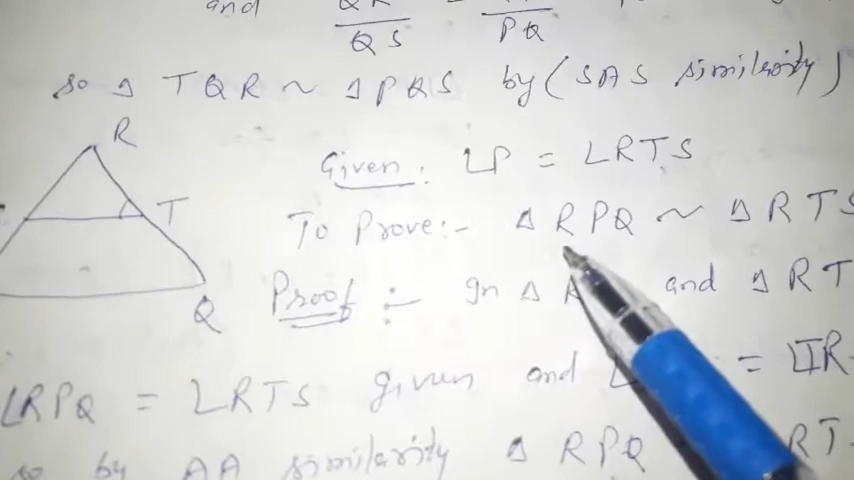 and QR/QS = /PQ
so Δ TQR ~ Δ PQS by (SAS similarity)
R
Given: ∠P = ∠RTS
T
To Prove:- Δ RPQ ~ Δ RTS
Proof :- In Δ and Δ RT
Q
∠RPQ = ∠RTS given and ∠ =
so by AA similarity Δ RPQ RT